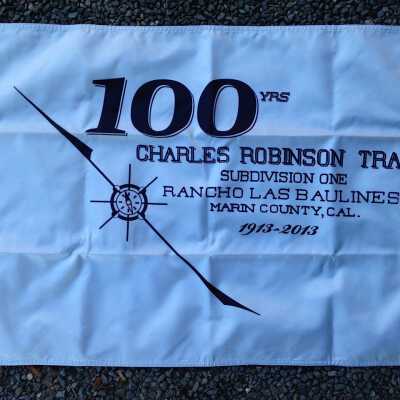 100 YRS
CHARLES ROBINSON TRA
SUBDIVISION ONE
RANCHO LAS BAULINES
MARIN COUNTY, CAL.
1913-2013